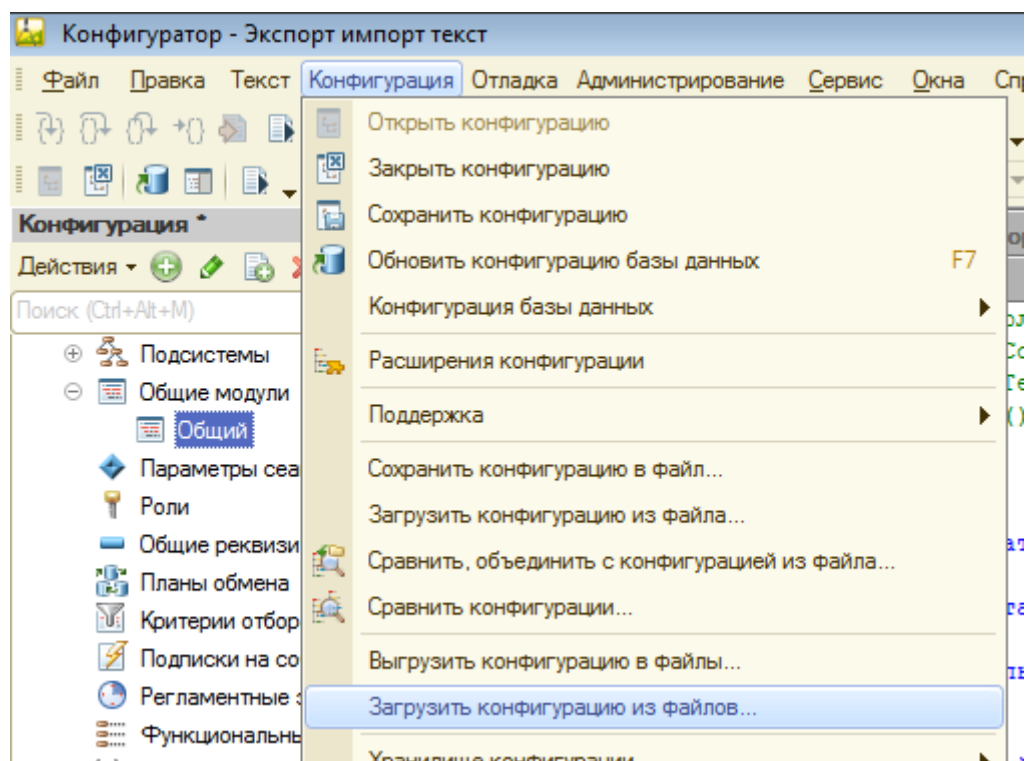 Конфигуратор - Экспорт импорт текст
Файл Правка Текст Конфигурация Отладка Администрирование Сервис Окна
Открыть конфигурацию
Закрыть конфигурацию
Сохранить конфигурацию
Обновить конфигурацию базы данных F7
Конфигурация базы данных
Расширения конфигурации
Поддержка
Сохранить конфигурацию в файл...
Загрузить конфигурацию из файла...
Сравнить, объединить с конфигурацией из файла...
Сравнить конфигурации...
Выгрузить конфигурацию в файлы...
Загрузить конфигурацию из файлов...
Хранилище конфигурации
Конфигурация *
Действия
Поиск (Ctrl+Alt+M)
Подсистемы
Общие модули
Общий
Параметры сеа
Роли
Общие реквизи
Планы обмена
Критерии отбор
Подписки на со
Регламентные з
Функциональны